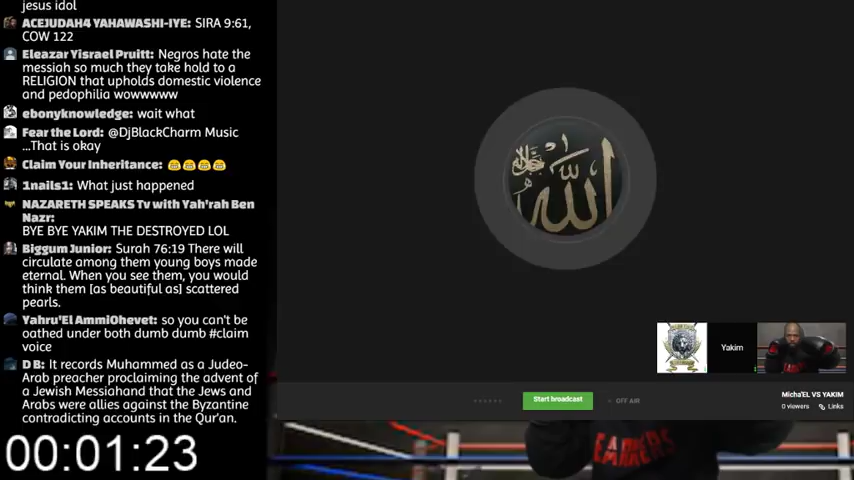 jesus idol
ACEJUDAH4 YAHAWASHI-IYE: SIRA 9:61,
COW 122
Eleazar Yisrael Pruitt: Negros hate the
messiah so much they take hold to a
RELIGION that upholds domestic violence
and pedophilia wowwwww
ebonyknowledge: wait what
Fear the Lord: @DjBlackCharm Music
...That is okay
Claim Your Inheritance: 😂😂😂😂
1nails1: What just happened
NAZARETH SPEAKS Tv with Yah'rah Ben
Nazr:
BYE BYE YAKIM THE DESTROYED LOL
Biggum Junior: Surah 76:19 There will
circulate among them young boys made
eternal. When you see them, you would
think them [as beautiful as] scattered
pearls.
Yahru'El AmmiOhevet: so you can't be
oathed under both dumb dumb #claim
voice
D B: It records Muhammed as a Judeo-
Arab preacher proclaiming the advent of
a Jewish Messiahand that the Jews and
Arabs were allies against the Byzantine
contradicting accounts in the Qur'an.
00:01:23
الله
Yakim
Start broadcast
OFF AIR
Micha'EL VS YAKIM
0 viewers
Links